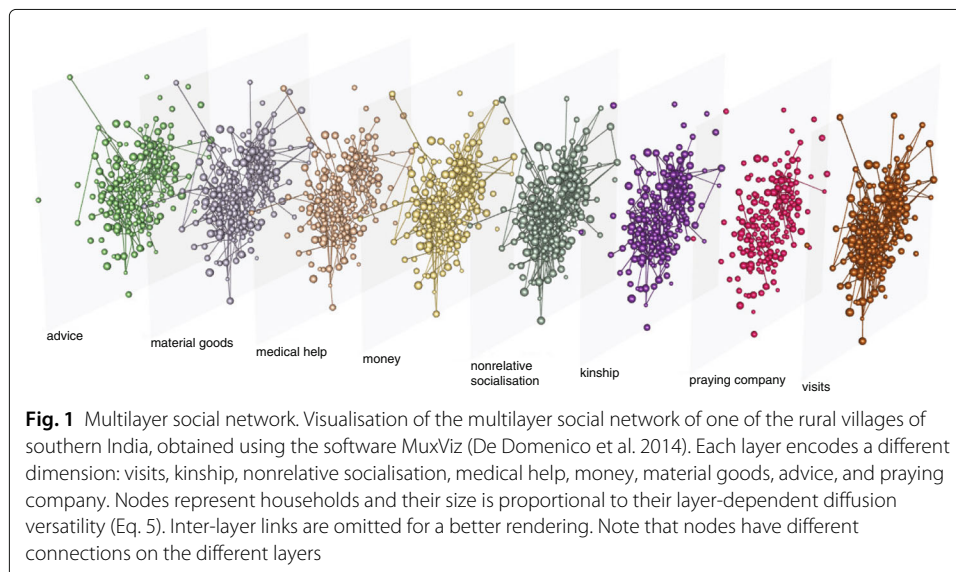 advice
material goods
medical help
money
nonrelative
socialisation
kinship
praying company
visits
Fig. 1 Multilayer social network. Visualisation of the multilayer social network of one of the rural villages of
southern India, obtained using the software MuxViz (De Domenico et al. 2014). Each layer encodes a different
dimension: visits, kinship, nonrelative socialisation, medical help, money, material goods, advice, and praying
company. Nodes represent households and their size is proportional to their layer-dependent diffusion
versatility (Eq. 5). Inter-layer links are omitted for a better rendering. Note that nodes have different
connections on the different layers